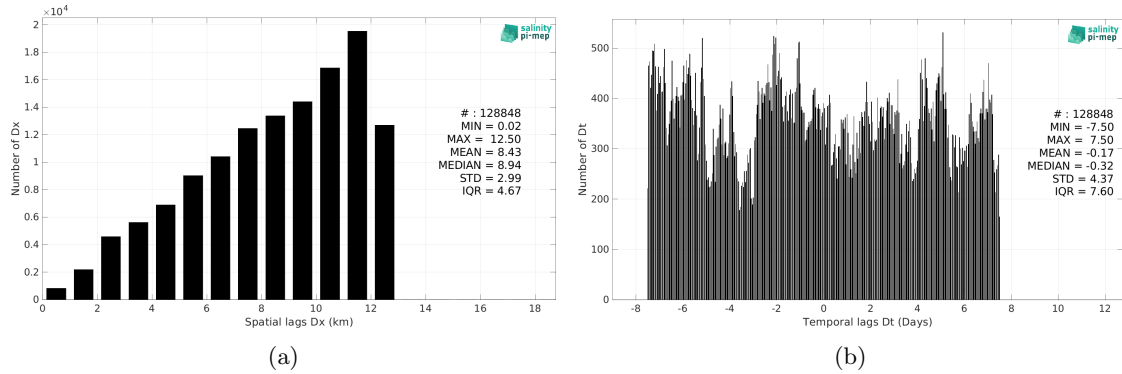 ×10⁴
2
1.8
1.6
1.4
1.2
1
0.8
0.6
0.4
0.2
0
Number of Dx
0 2 4 6 8 10 12 14 16 18
Spatial lags Dx (km)
salinity
pi-mep
# : 128848
MIN = 0.02
MAX = 12.50
MEAN = 8.43
MEDIAN = 8.94
STD = 2.99
IQR = 4.67
(a)
500
400
300
200
100
0
Number of Dt
-8 -6 -4 -2 0 2 4 6 8 10 12
Temporal lags Dt (Days)
salinity
pi-mep
# : 128848
MIN = -7.50
MAX = 7.50
MEAN = -0.17
MEDIAN = -0.32
STD = 4.37
IQR = 7.60
(b)